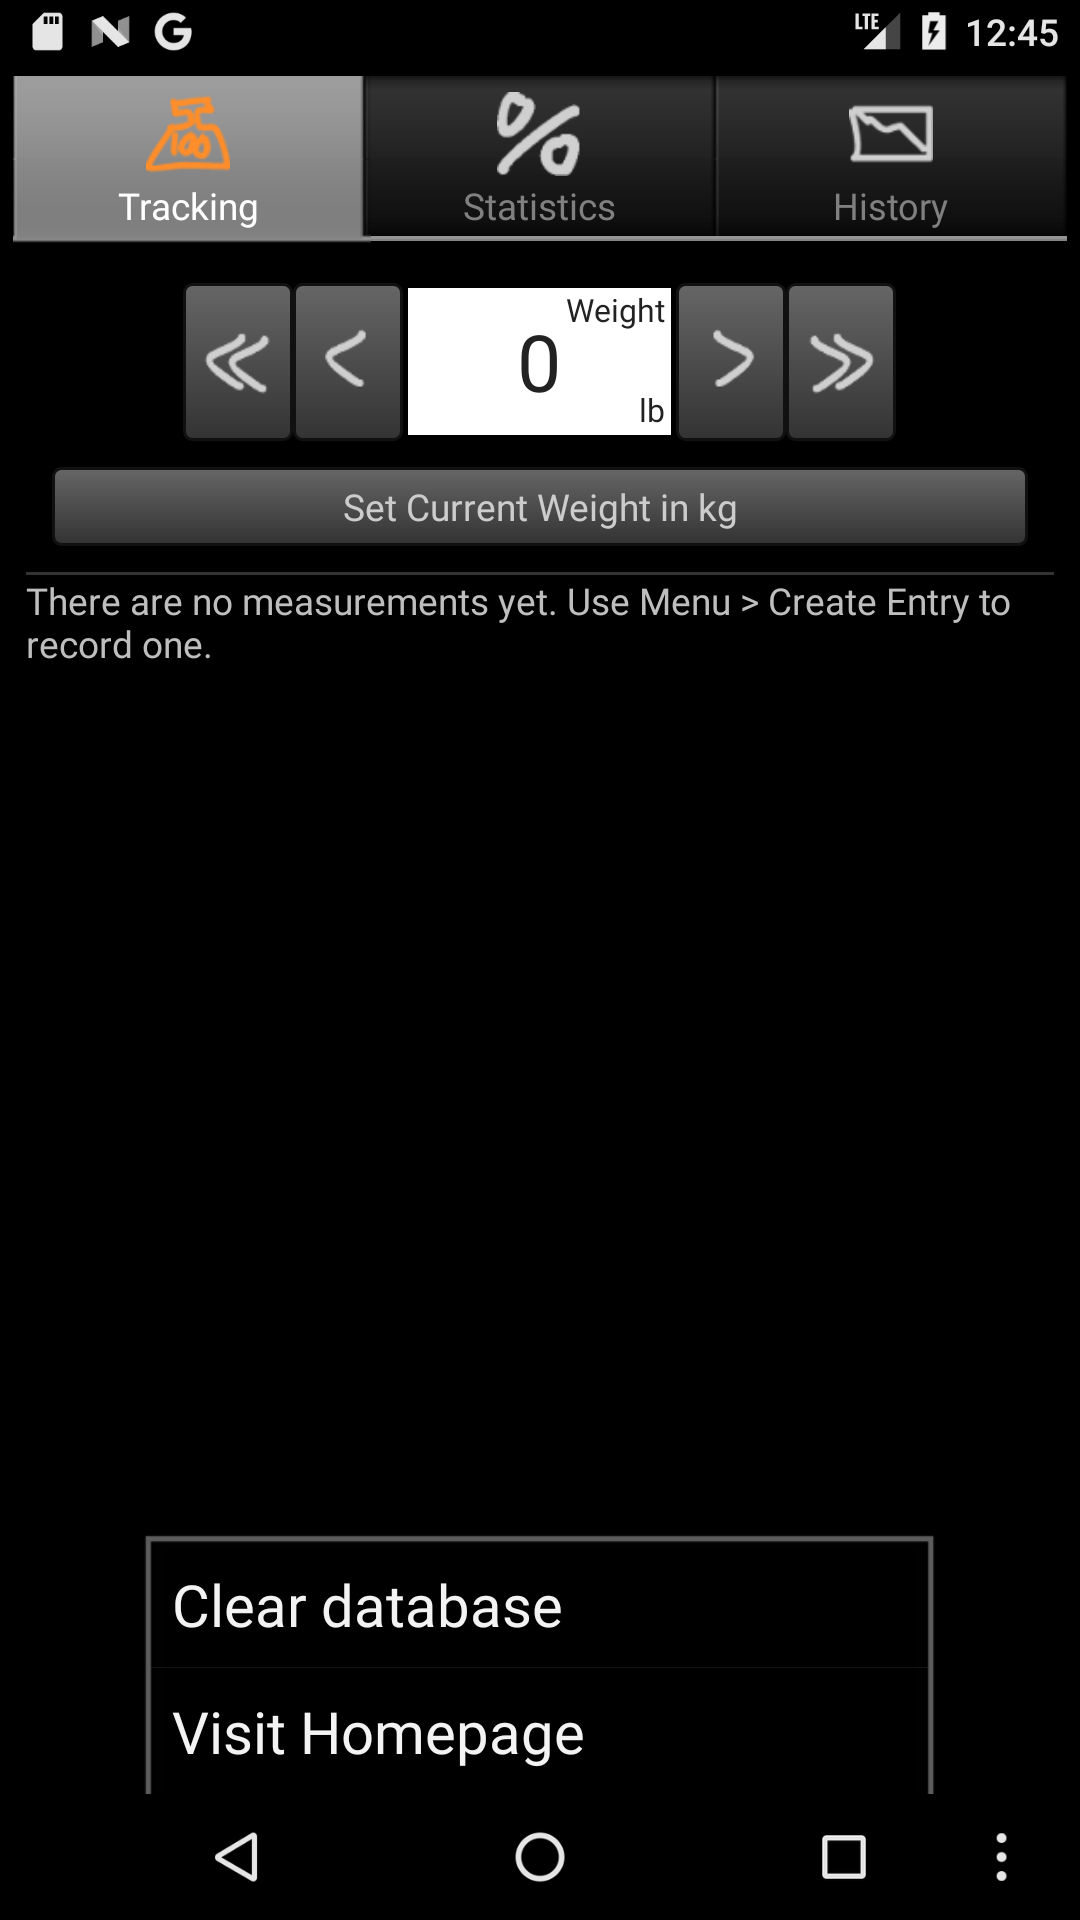 LTE 12:45
100
Tracking
Statistics
History
Weight
0
lb
Set Current Weight in kg
There are no measurements yet. Use Menu > Create Entry to
record one.
Clear database
Visit Homepage